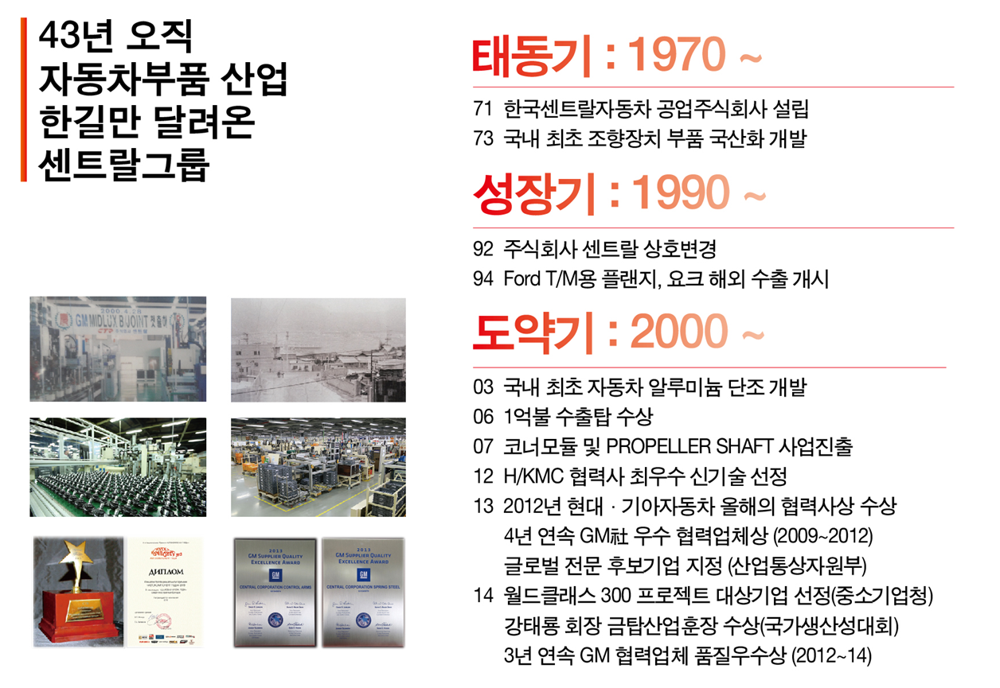 43년 오직
자동차부품 산업
한길만 달려온
센트랄그룹
태동기 : 1970 ~
71 한국센트랄자동차 공업주식회사 설립
73 국내 최초 조향장치 부품 국산화 개발
성장기 : 1990 ~
92 주식회사 센트랄 상호변경
94 Ford T/M용 플랜지, 요크 해외 수출 개시
도약기 : 2000 ~
03 국내 최초 자동차 알루미늄 단조 개발
06 1억불 수출탑 수상
07 코너모듈 및 PROPELLER SHAFT 사업진출
12 H/KMC 협력사 최우수 신기술 선정
13 2012년 현대 · 기아자동차 올해의 협력사상 수상
4년 연속 GM社 우수 협력업체상 (2009~2012)
글로벌 전문 후보기업 지정 (산업통상자원부)
14 월드클래스 300 프로젝트 대상기업 선정(중소기업청)
강태룡 회장 금탑산업훈장 수상(국가생산성대회)
3년 연속 GM 협력업체 품질우수상 (2012~14)
2000.4.28
GM MIDLUX B/JOINT 첫출하
CTR
ДИПЛОМ
2013
GM SUPPLIER QUALITY
EXCELLENCE AWARD
GM
CENTRAL CORPORATION CONTROL ARMS
2013
GM SUPPLIER QUALITY
EXCELLENCE AWARD
GM
CENTRAL CORPORATION SPRING STEEL